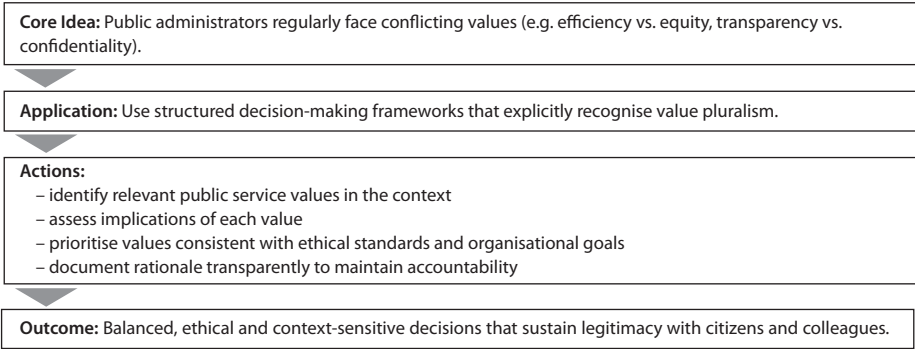 Core Idea: Public administrators regularly face conflicting values (e.g. efficiency vs. equity, transparency vs.
confidentiality).
Application: Use structured decision-making frameworks that explicitly recognise value pluralism.
Actions:
– identify relevant public service values in the context
– assess implications of each value
– prioritise values consistent with ethical standards and organisational goals
– document rationale transparently to maintain accountability
Outcome: Balanced, ethical and context-sensitive decisions that sustain legitimacy with citizens and colleagues.